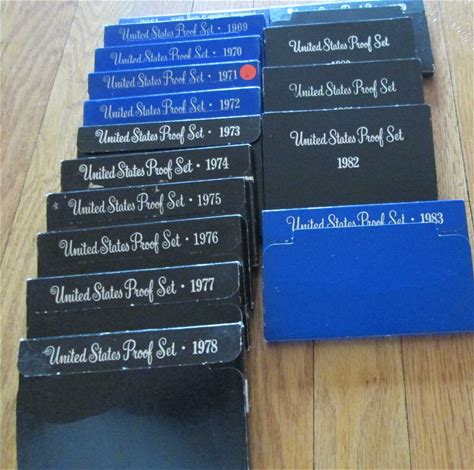 United States Proof Set • 1969
United States Proof Set • 1970
United States Proof Set • 1971
United States Proof Set • 1972
United States Proof Set • 1973
United States Proof Set • 1974
United States Proof Set • 1975
United States Proof Set • 1976
United States Proof Set • 1977
United States Proof Set • 1978
United States Proof Set
United States Proof Set
United States Proof Set
1982
United States Proof Set • 1983